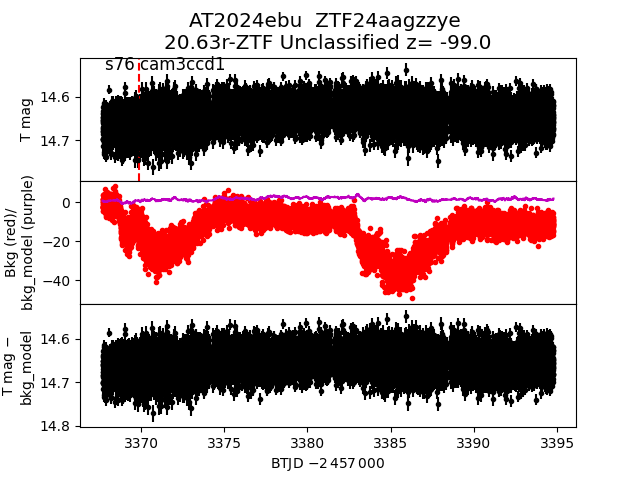 AT2024ebu ZTF24aagzzye
20.63r-ZTF Unclassified z= -99.0
s76 cam3ccd1
T mag
14.6
14.7
Bkg (red)/
bkg_model (purple)
0
−20
−40
T mag −
bkg_model
14.6
14.7
14.8
3370 3375 3380 3385 3390 3395
BTJD −2 457 000